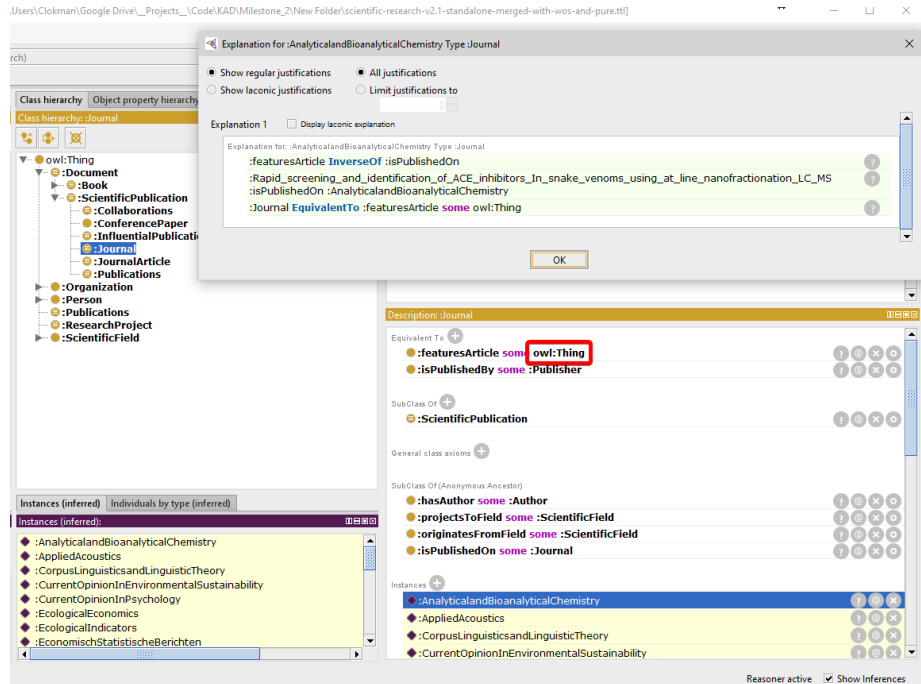 .Users\Clokman\Google Drive\__Projects__\Code\KAD\Milestone_2\New Folder\scientific-research-v2.1-standalone-merged-with-wos-and-pure.ttl]
rch)
Explanation for :AnalyticalandBioanalyticalChemistry Type :Journal
Show regular justifications All justifications
Show laconic justifications Limit justifications to
2
Explanation 1 Display laconic explanation
Explanation for: :AnalyticalandBioanalyticalChemistry Type :Journal
:featuresArticle InverseOf :isPublishedOn
:Rapid_screening_and_identification_of_ACE_inhibitors_In_snake_venoms_using_at_line_nanofractionation_LC_MS
:isPublishedOn :AnalyticalandBioanalyticalChemistry
:Journal EquivalentTo :featuresArticle some owl:Thing
OK
Class hierarchy Object property hierarchy
Class hierarchy: :Journal
owl:Thing
:Document
:Book
:ScientificPublication
:Collaborations
:ConferencePaper
:InfluentialPublicati
:Journal
:JournalArticle
:Publications
:Organization
:Person
:Publications
:ResearchProject
:ScientificField
Instances (inferred) Individuals by type (inferred)
Instances (inferred):
:AnalyticalandBioanalyticalChemistry
:AppliedAcoustics
:CorpusLinguisticsandLinguisticTheory
:CurrentOpinionInEnvironmentalSustainability
:CurrentOpinionInPsychology
:EcologicalEconomics
:EcologicalIndicators
:EconomischStatistischeBerichten
Description: :Journal
Equivalent To
:featuresArticle some owl:Thing
:isPublishedBy some :Publisher
SubClass Of
:ScientificPublication
General class axioms
SubClass Of (Anonymous Ancestor)
:hasAuthor some :Author
:projectsToField some :ScientificField
:originatesFromField some :ScientificField
:isPublishedOn some :Journal
Instances
:AnalyticalandBioanalyticalChemistry
:AppliedAcoustics
:CorpusLinguisticsandLinguisticTheory
:CurrentOpinionInEnvironmentalSustainability
Reasoner active Show Inferences